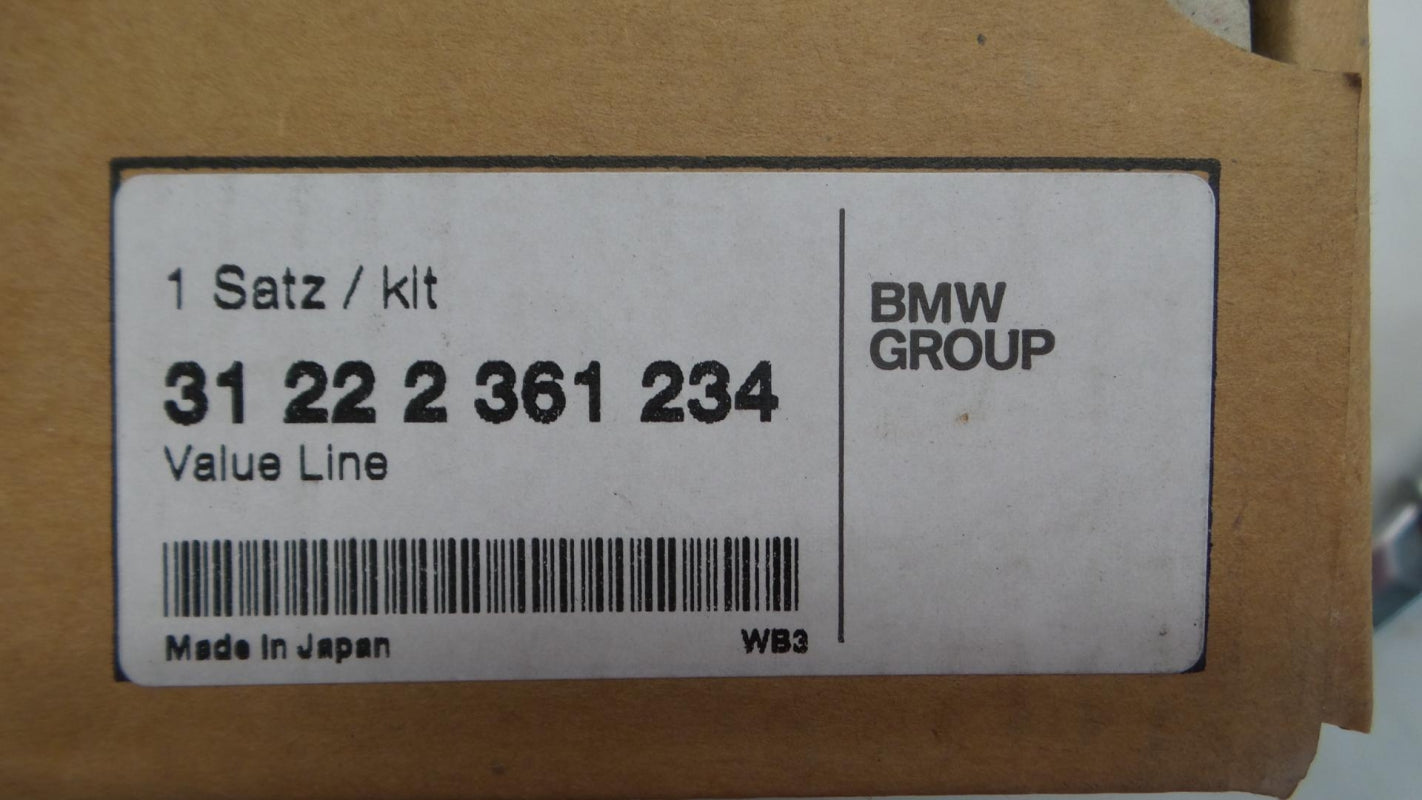 1 Satz / kit
31 22 2 361 234
Value Line
Made in Japan
WB3
BMW
GROUP